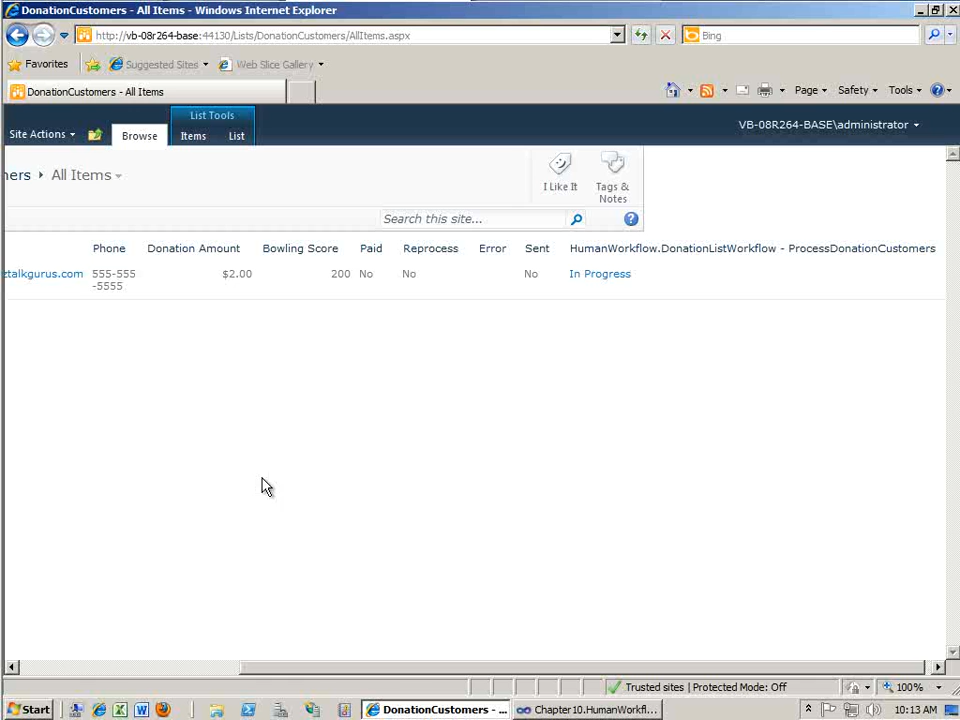 DonationCustomers - All Items - Windows Internet Explorer
http://vb-08r264-base:44130/Lists/DonationCustomers/AllItems.aspx
Bing
Favorites
Suggested Sites
Web Slice Gallery
DonationCustomers - All Items
Page
Safety
Tools
List Tools
Site Actions
Browse
Items
List
VB-08R264-BASE\administrator
ners
All Items
I Like It
Tags &
Notes
Search this site...
Phone Donation Amount Bowling Score Paid Reprocess Error Sent HumanWorkflow.DonationListWorkflow - ProcessDonationCustomers
ztalkgurus.com 555-555 $2.00 200 No No No In Progress
-5555
Trusted sites | Protected Mode: Off
100%
Start
DonationCustomers - ...
Chapter10.HumanWorkfl...
10:13 AM